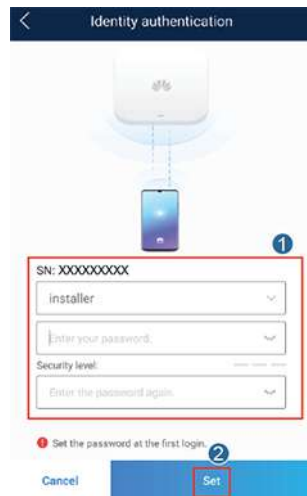 Identity authentication
1
SN: XXXXXXXXX
installer
Enter your password.
Security level:
Enter the password again.
Set the password at the first login.
2
Cancel
Set